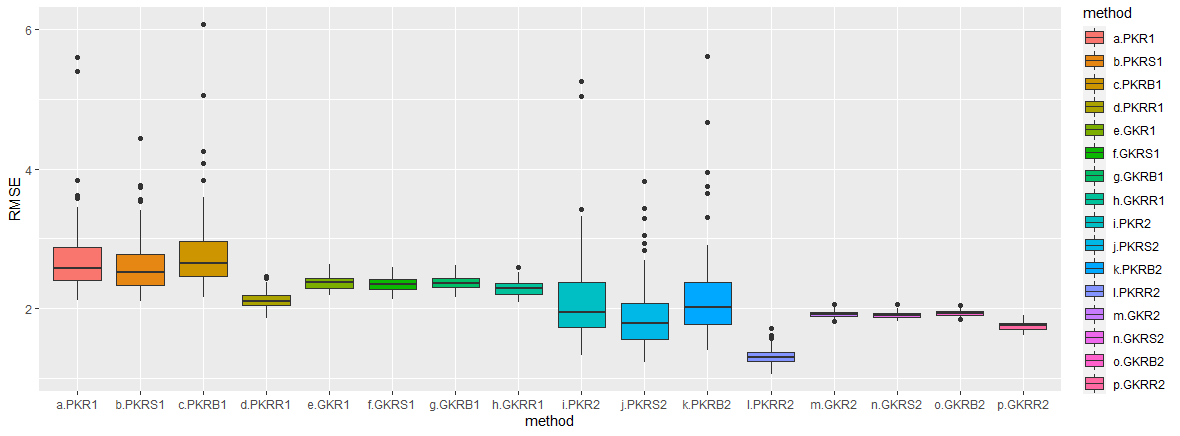 6
4
2
RMSE
a.PKR1
b.PKRS1
c.PKRB1
d.PKRR1
e.GKR1
f.GKRS1
g.GKRB1
h.GKRR1
i.PKR2
j.PKRS2
k.PKRB2
l.PKRR2
m.GKR2
n.GKRS2
o.GKRB2
p.GKRR2
method
method
a.PKR1
b.PKRS1
c.PKRB1
d.PKRR1
e.GKR1
f.GKRS1
g.GKRB1
h.GKRR1
i.PKR2
j.PKRS2
k.PKRB2
l.PKRR2
m.GKR2
n.GKRS2
o.GKRB2
p.GKRR2